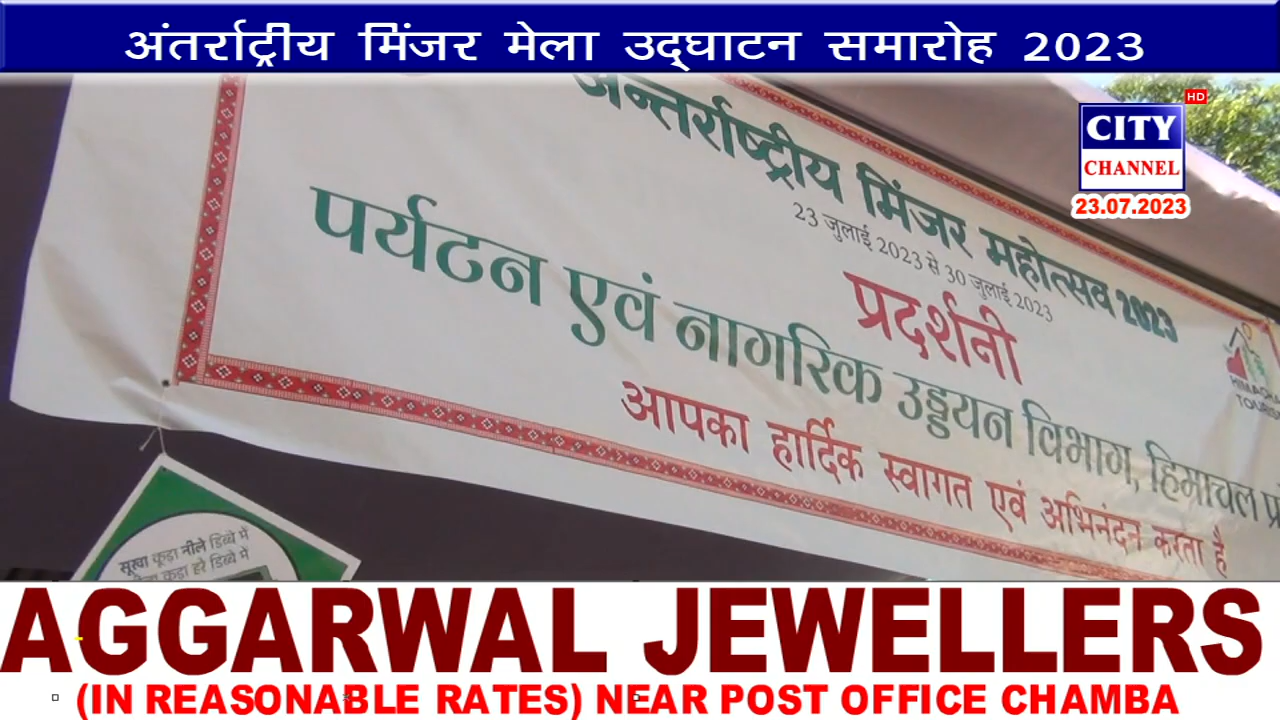 अंतर्राट्रीय मिंजर मेला उद्घाटन समारोह 2023
HD
CITY
CHANNEL
23.07.2023
अन्तर्राष्ट्रीय मिंजर महोत्सव 2023
23 जुलाई 2023 से 30 जुलाई 2023
प्रदर्शनी
पर्यटन एवं नागरिक उड्डयन विभाग, हिमाचल
आपका हार्दिक स्वागत एवं अभिनंदन करता है
सूखा कूडा नीले डिब्बे में
कूडा हरे डिब्बे में
AGGARWAL JEWELLERS
(IN REASONABLE RATES) NEAR POST OFFICE CHAMBA